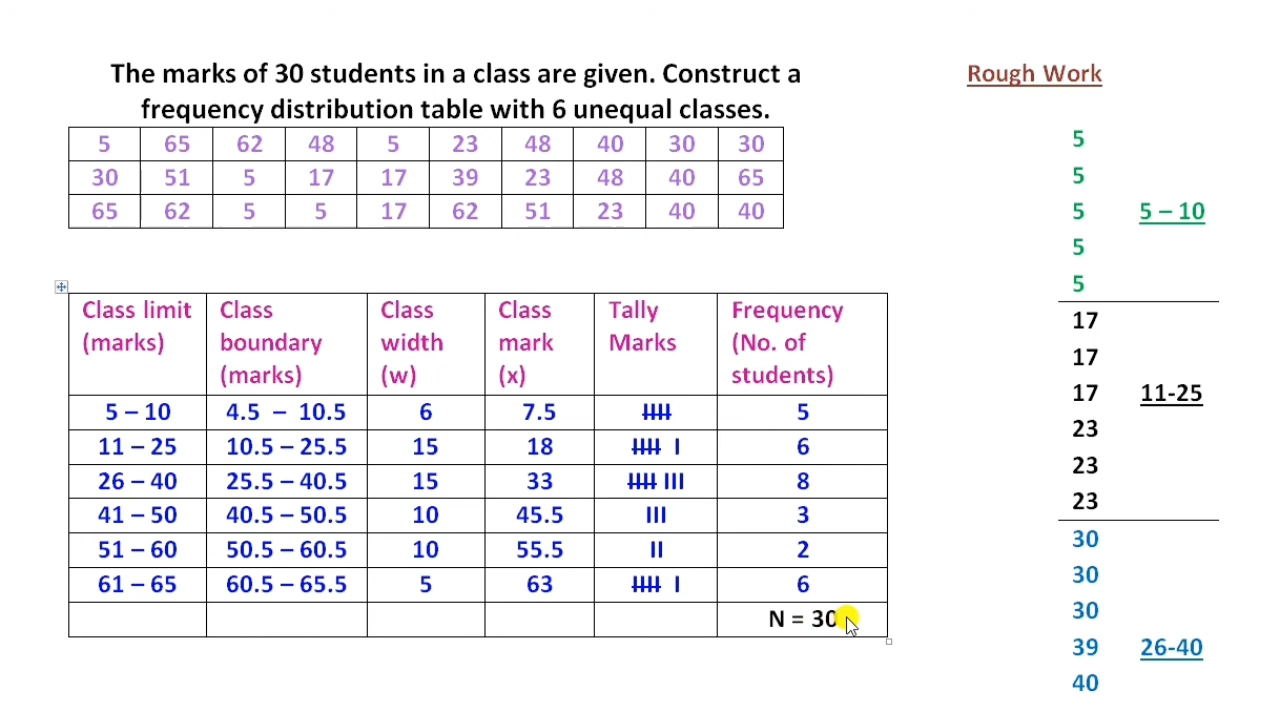 The marks of 30 students in a class are given. Construct a
frequency distribution table with 6 unequal classes.
5 65 62 48 5 23 48 40 30 30
30 51 5 17 17 39 23 48 40 65
65 62 5 5 17 62 51 23 40 40
Class limit (marks) Class boundary (marks) Class width (w) Class mark (x) Tally Marks Frequency (No. of students)
5 – 10 4.5 – 10.5 6 7.5 5
11 – 25 10.5 – 25.5 15 18 I 6
26 – 40 25.5 – 40.5 15 33 III 8
41 – 50 40.5 – 50.5 10 45.5 III 3
51 – 60 50.5 – 60.5 10 55.5 II 2
61 – 65 60.5 – 65.5 5 63 I 6
N = 30
Rough Work
5
5
5 5 – 10
5
5
17
17
17 11-25
23
23
23
30
30
30
39 26-40
40